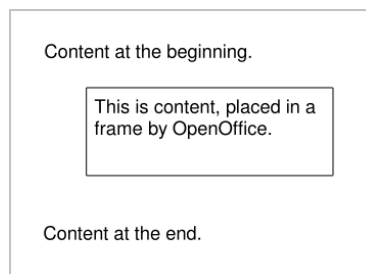 Content at the beginning.
This is content, placed in a
frame by OpenOffice.
Content at the end.